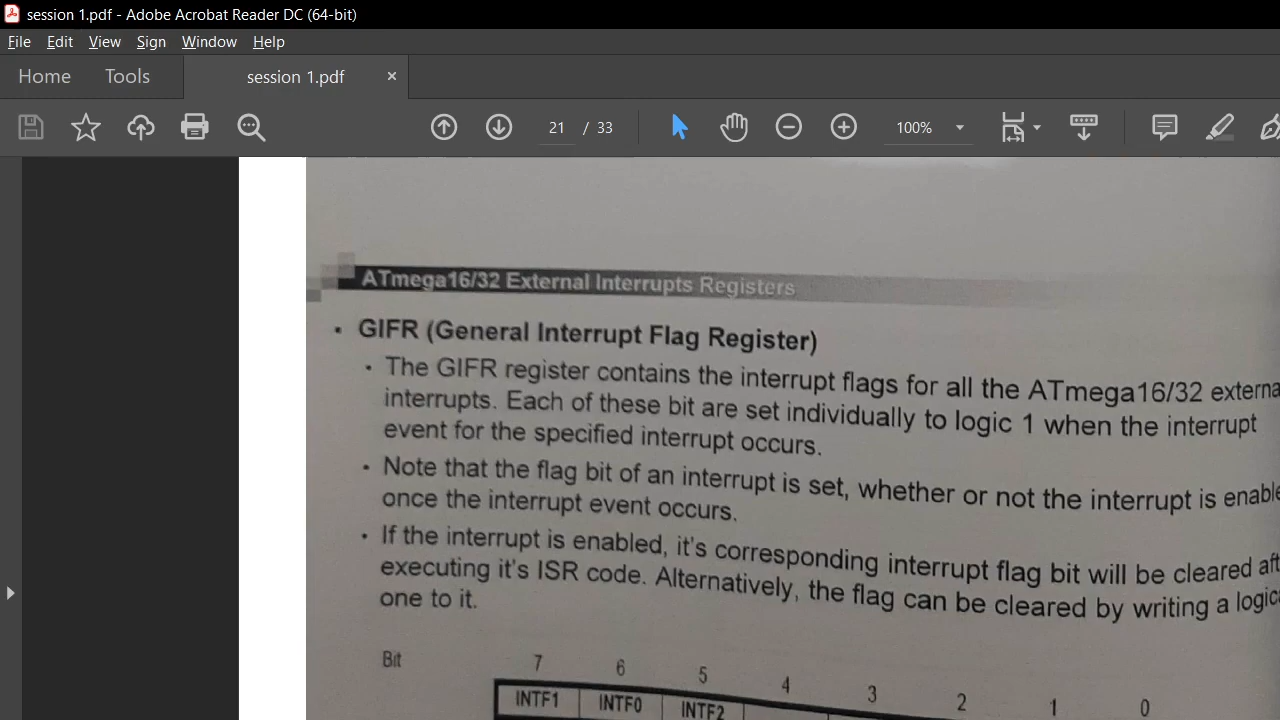 session 1.pdf - Adobe Acrobat Reader DC (64-bit)
File Edit View Sign Window Help
Home Tools session 1.pdf ×
21 / 33 100%
ATmega16/32 External Interrupts Registers
• GIFR (General Interrupt Flag Register)
• The GIFR register contains the interrupt flags for all the ATmega16/32 externa
interrupts. Each of these bit are set individually to logic 1 when the interrupt
event for the specified interrupt occurs.
• Note that the flag bit of an interrupt is set, whether or not the interrupt is enable
once the interrupt event occurs.
• If the interrupt is enabled, it's corresponding interrupt flag bit will be cleared aft
executing it's ISR code. Alternatively, the flag can be cleared by writing a logic
one to it.
Bit 7 6 5 4 3 2 1 0
INTF1 INTF0 INTF2